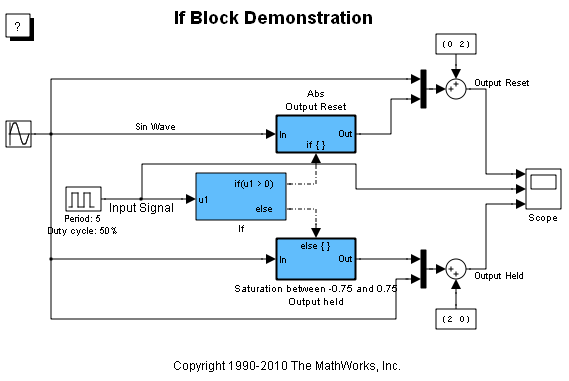 If Block Demonstration
?
(0 2)
Output Reset
Abs
Output Reset
Sin Wave
In
Out
if { }
if(u1 > 0)
u1
else
If
Input Signal
Period: 5
Duty cycle: 50%
Scope
else { }
In
Out
Saturation between -0.75 and 0.75
Output held
Output Held
(2 0)
Copyright 1990-2010 The MathWorks, Inc.